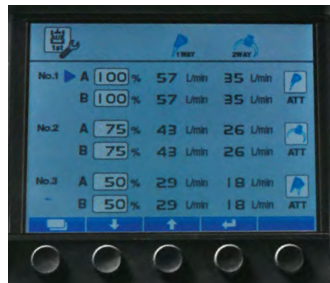 1st
1WAY 2WAY
No.1 A 100 % 57 L/min 35 L/min
B 100 % 57 L/min 35 L/min ATT
No.2 A 75 % 43 L/min 26 L/min
B 75 % 43 L/min 26 L/min ATT
No.3 A 50 % 29 L/min 18 L/min
B 50 % 29 L/min 18 L/min ATT